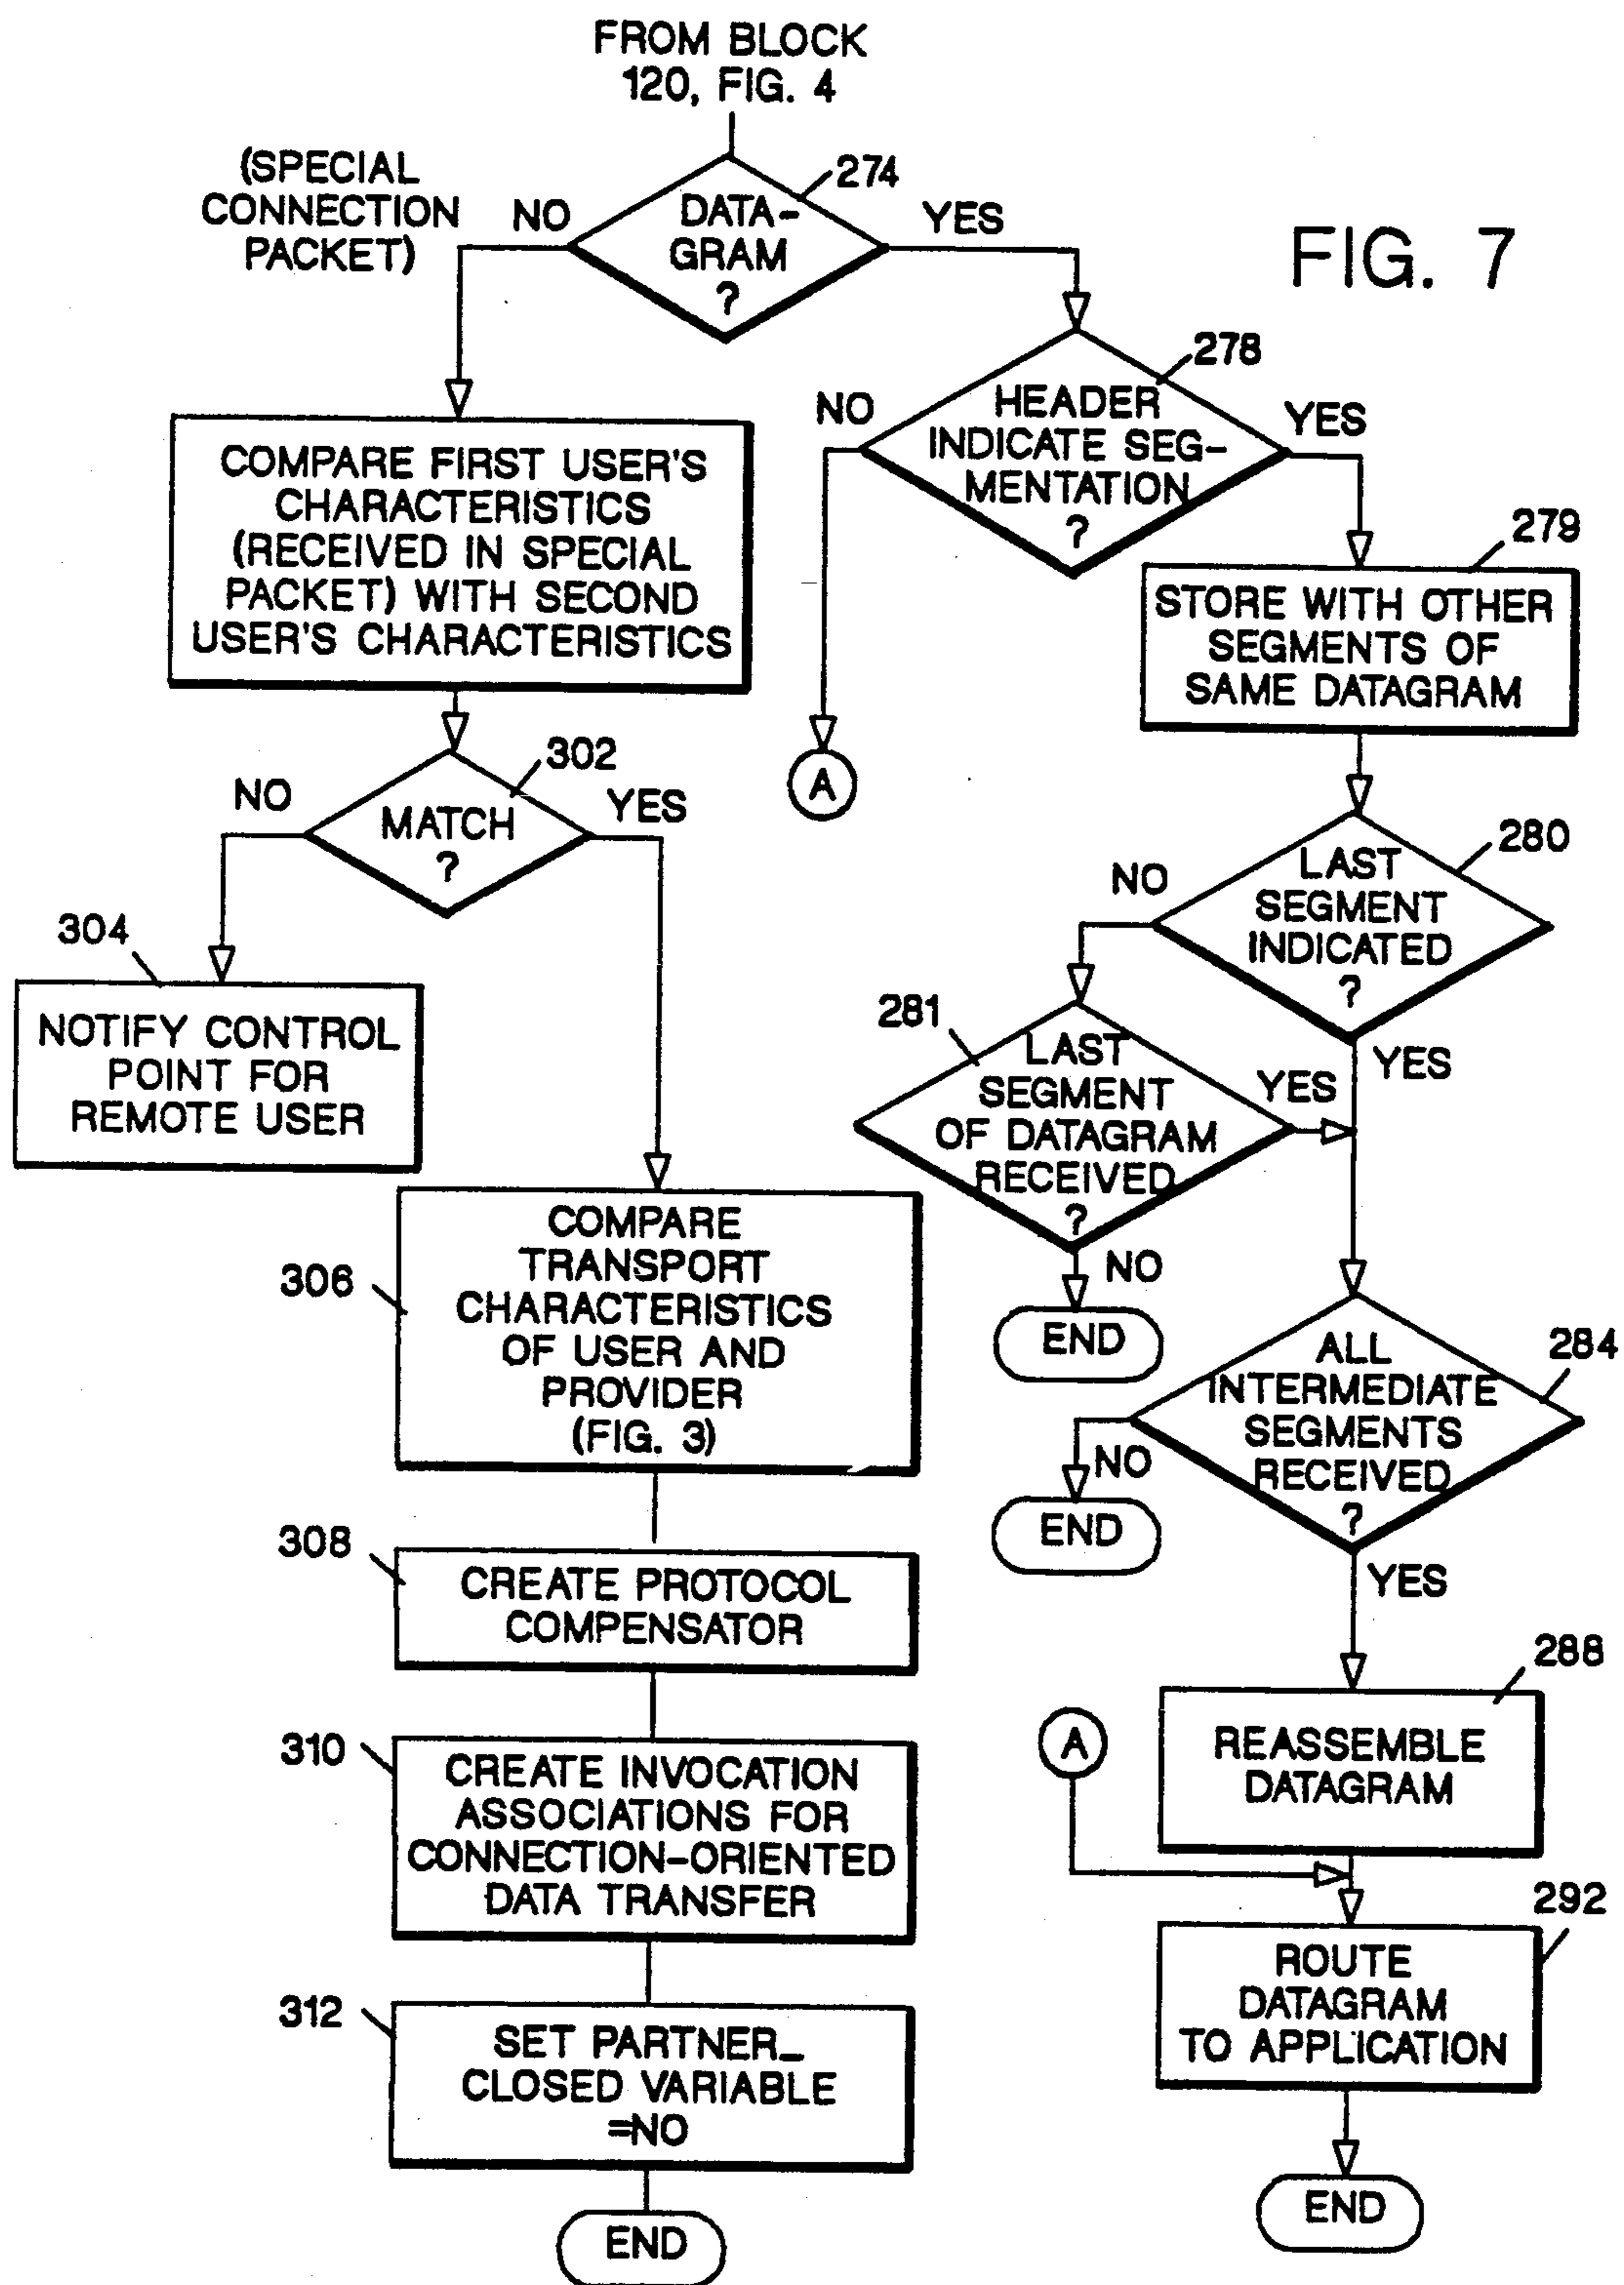 FROM BLOCK
120, FIG. 4
(SPECIAL
CONNECTION
PACKET)
NO
DATA-
GRAM
?
274
YES
FIG. 7
COMPARE FIRST USER'S
CHARACTERISTICS
(RECEIVED IN SPECIAL
PACKET) WITH SECOND
USER'S CHARACTERISTICS
NO
HEADER
INDICATE SEG-
MENTATION
?
278
YES
A
279
STORE WITH OTHER
SEGMENTS OF
SAME DATAGRAM
NO
MATCH
?
302
YES
304
NOTIFY CONTROL
POINT FOR
REMOTE USER
NO
LAST
SEGMENT
INDICATED
?
280
YES
281
LAST
SEGMENT
OF DATAGRAM
RECEIVED
?
YES
NO
END
306
COMPARE
TRANSPORT
CHARACTERISTICS
OF USER AND
PROVIDER
(FIG. 3)
ALL
INTERMEDIATE
SEGMENTS
RECEIVED
?
284
NO
END
YES
308
CREATE PROTOCOL
COMPENSATOR
288
REASSEMBLE
DATAGRAM
A
310
CREATE INVOCATION
ASSOCIATIONS FOR
CONNECTION-ORIENTED
DATA TRANSFER
292
ROUTE
DATAGRAM
TO APPLICATION
END
312
SET PARTNER_
CLOSED VARIABLE
=NO
END